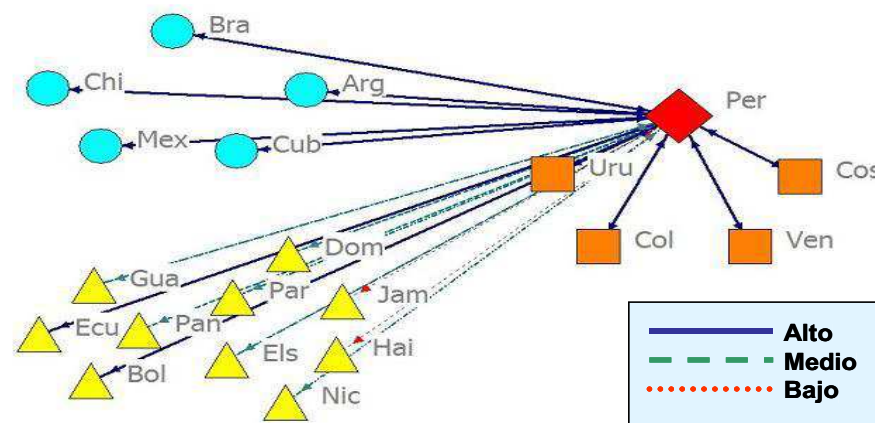 Bra
Chi
Arg
Per
Mex
Cub
Uru
Cos
Col
Ven
Dom
Gua
Par
Jam
Ecu
Pan
Els
Hai
Bol
Nic
Alto
Medio
Bajo